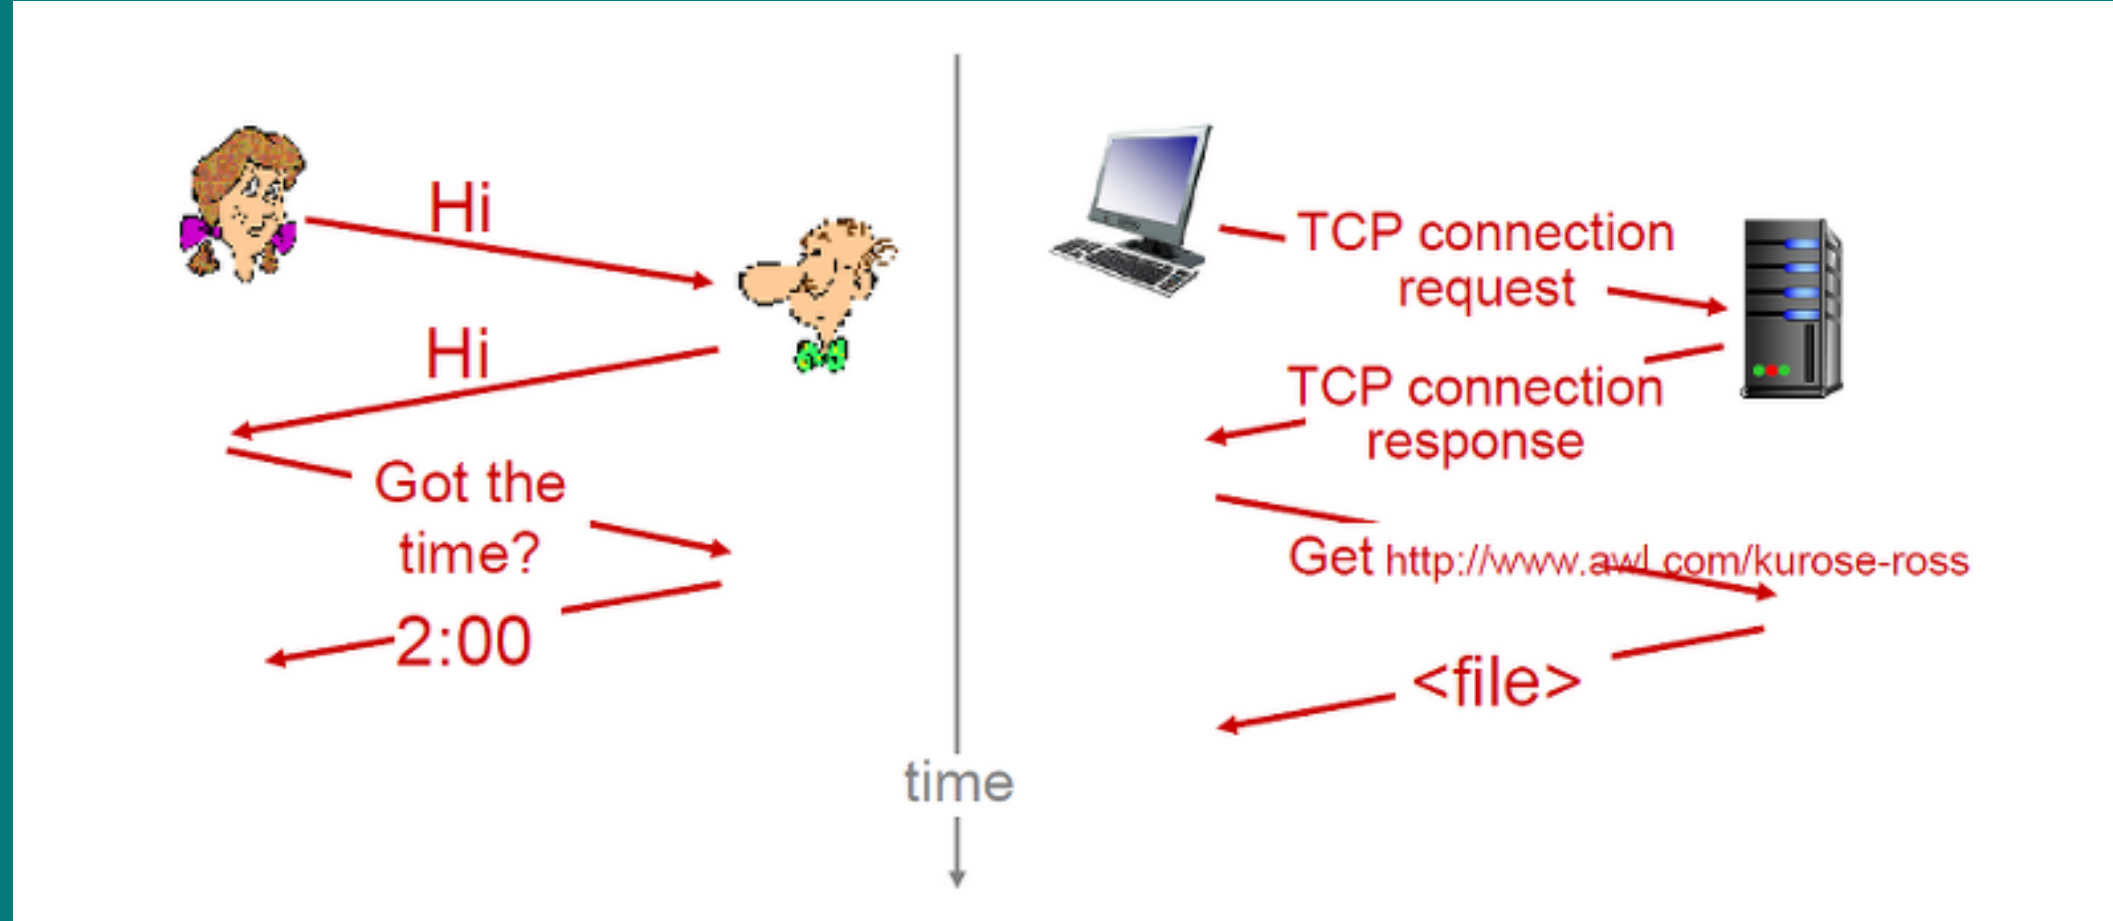 Hi
Hi
Got the
time?
2:00
time
TCP connection
request
TCP connection
response
Get http://www.awl.com/kurose-ross
<file>